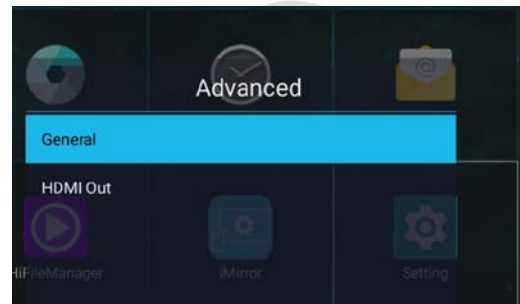 Advanced
General
HDMI Out
HiFileManager
iMirror
Setting